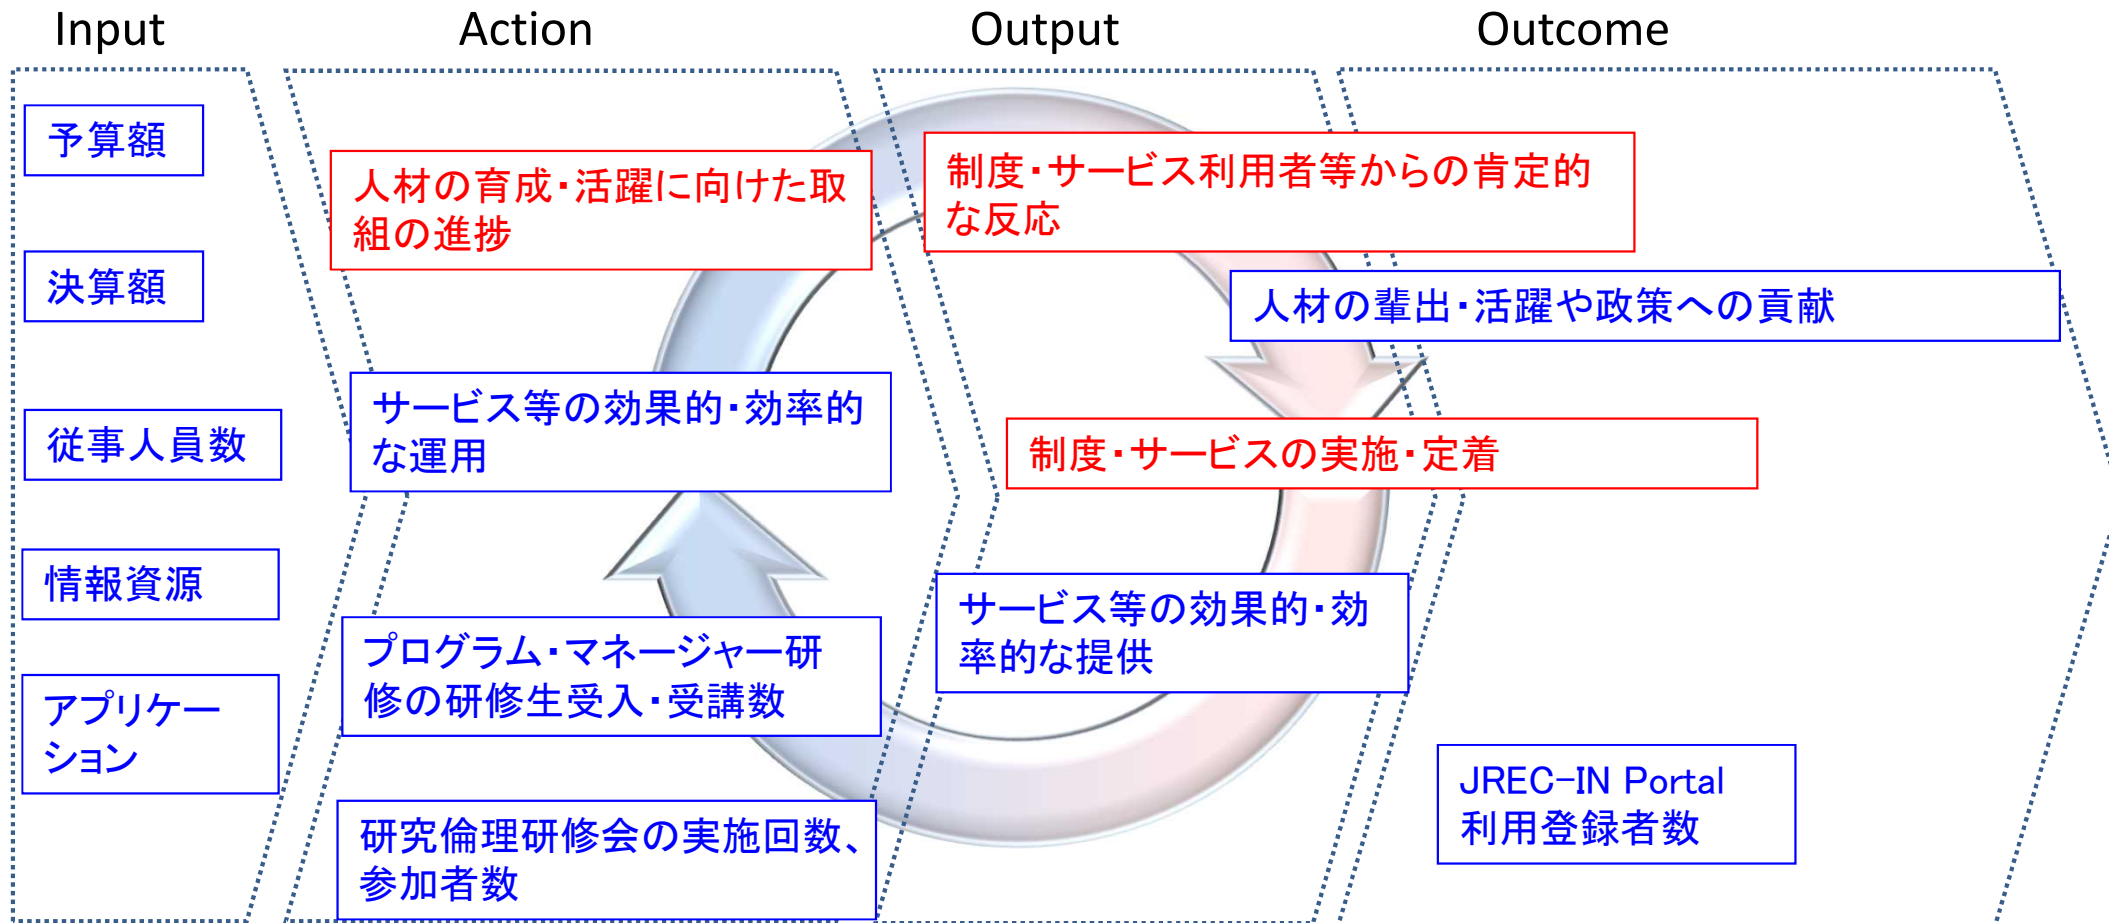 Input
Action
Output
Outcome
予算額
決算額
従事人員数
情報資源
アプリケー
ション
人材の育成・活躍に向けた取
組の進捗
サービス等の効果的・効率的
な運用
プログラム・マネージャー研
修の研修生受入・受講数
研究倫理研修会の実施回数、
参加者数
制度・サービス利用者等からの肯定的
な反応
人材の輩出・活躍や政策への貢献
制度・サービスの実施・定着
サービス等の効果的・効
率的な提供
JREC-IN Portal
利用登録者数